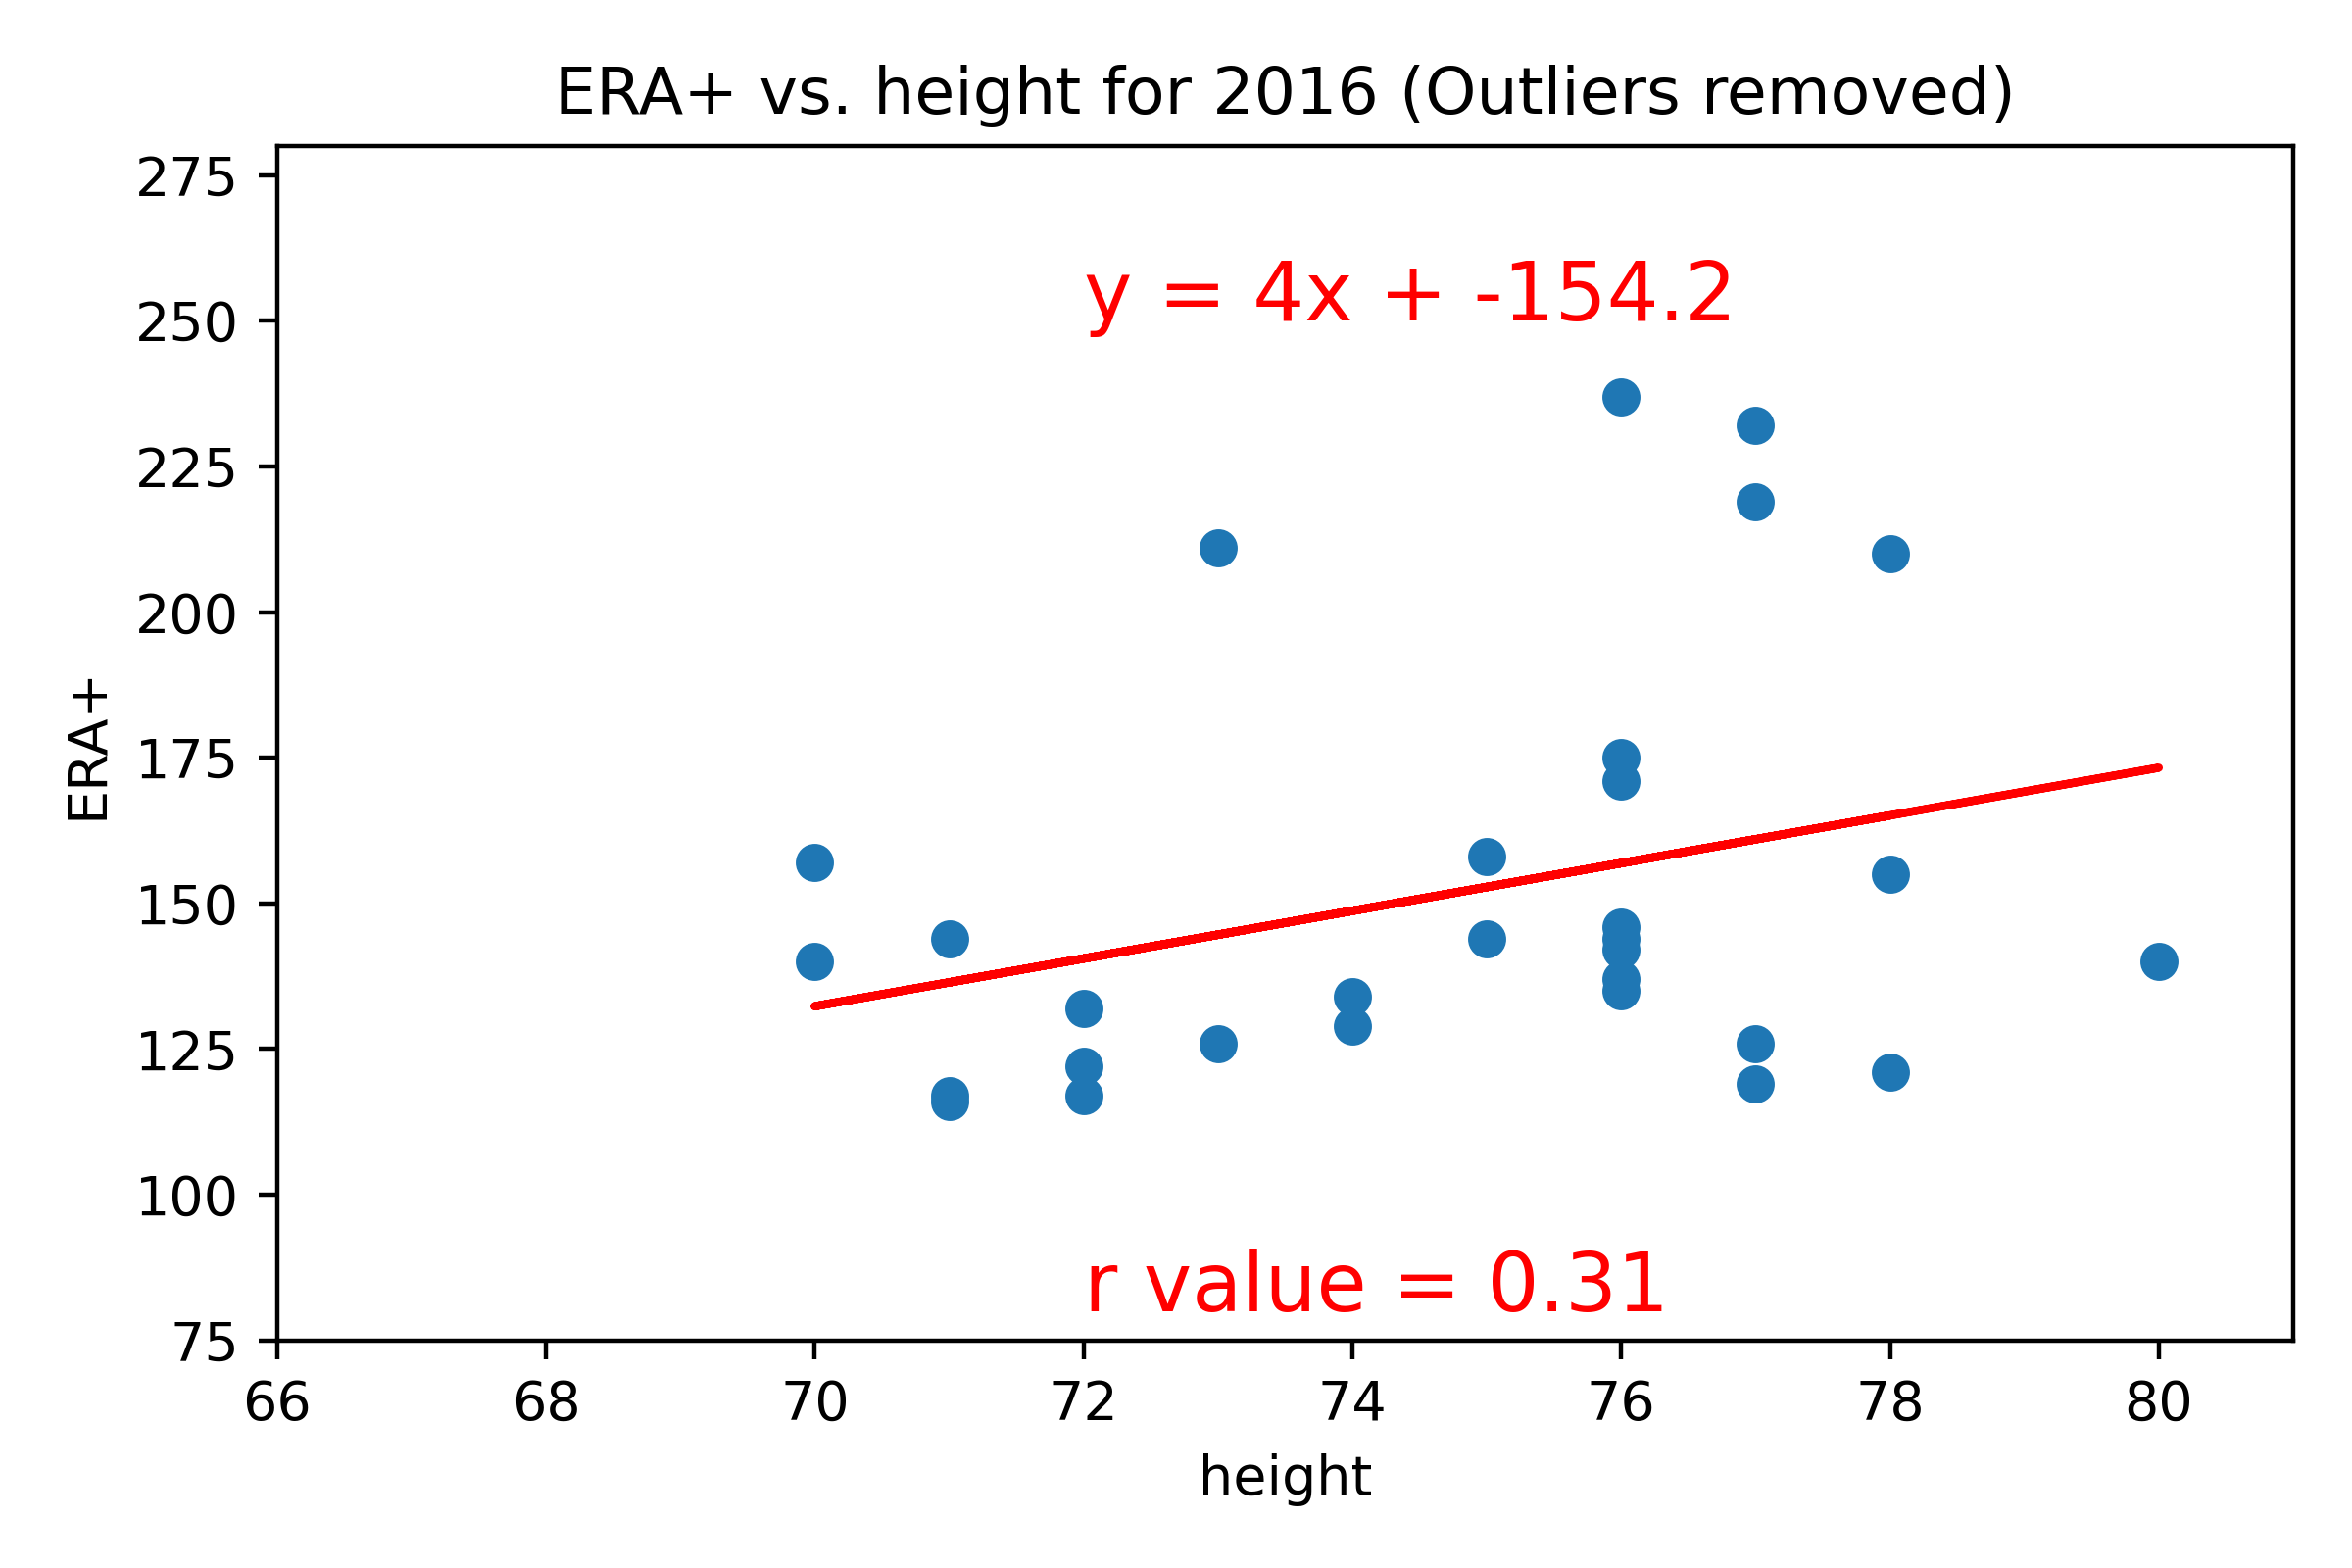 ERA+ vs. height for 2016 (Outliers removed)
275
250
225
200
175
150
125
100
75
ERA+
y = 4x + -154.2
r value = 0.31
66 68 70 72 74 76 78 80
height